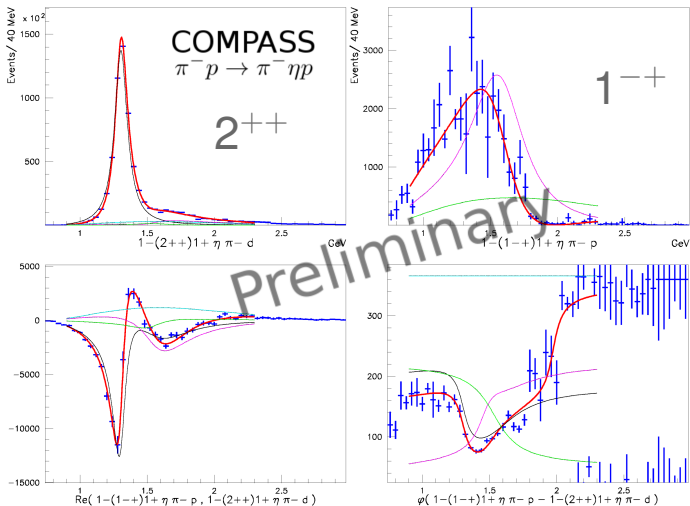 × 10²
Events/ 40 MeV
1500
1000
500
1
1.5
2
2.5
GeV
1-(2++)1+ η π- d
COMPASS
π⁻p → π⁻ηp
2⁺⁺
Events/ 40 MeV
3000
2000
1000
1
2
2.5
GeV
1-(1-+)1+ η π- p
1⁻⁺
Preliminary
5000
0
−5000
−10000
−15000
1
1.5
2
2.5
Re( 1-(1-+)1+ η π- p , 1-(2++)1+ η π- d )
300
200
100
1
1.5
2
2.5
φ( 1-(1-+)1+ η π- p - 1-(2++)1+ η π- d )